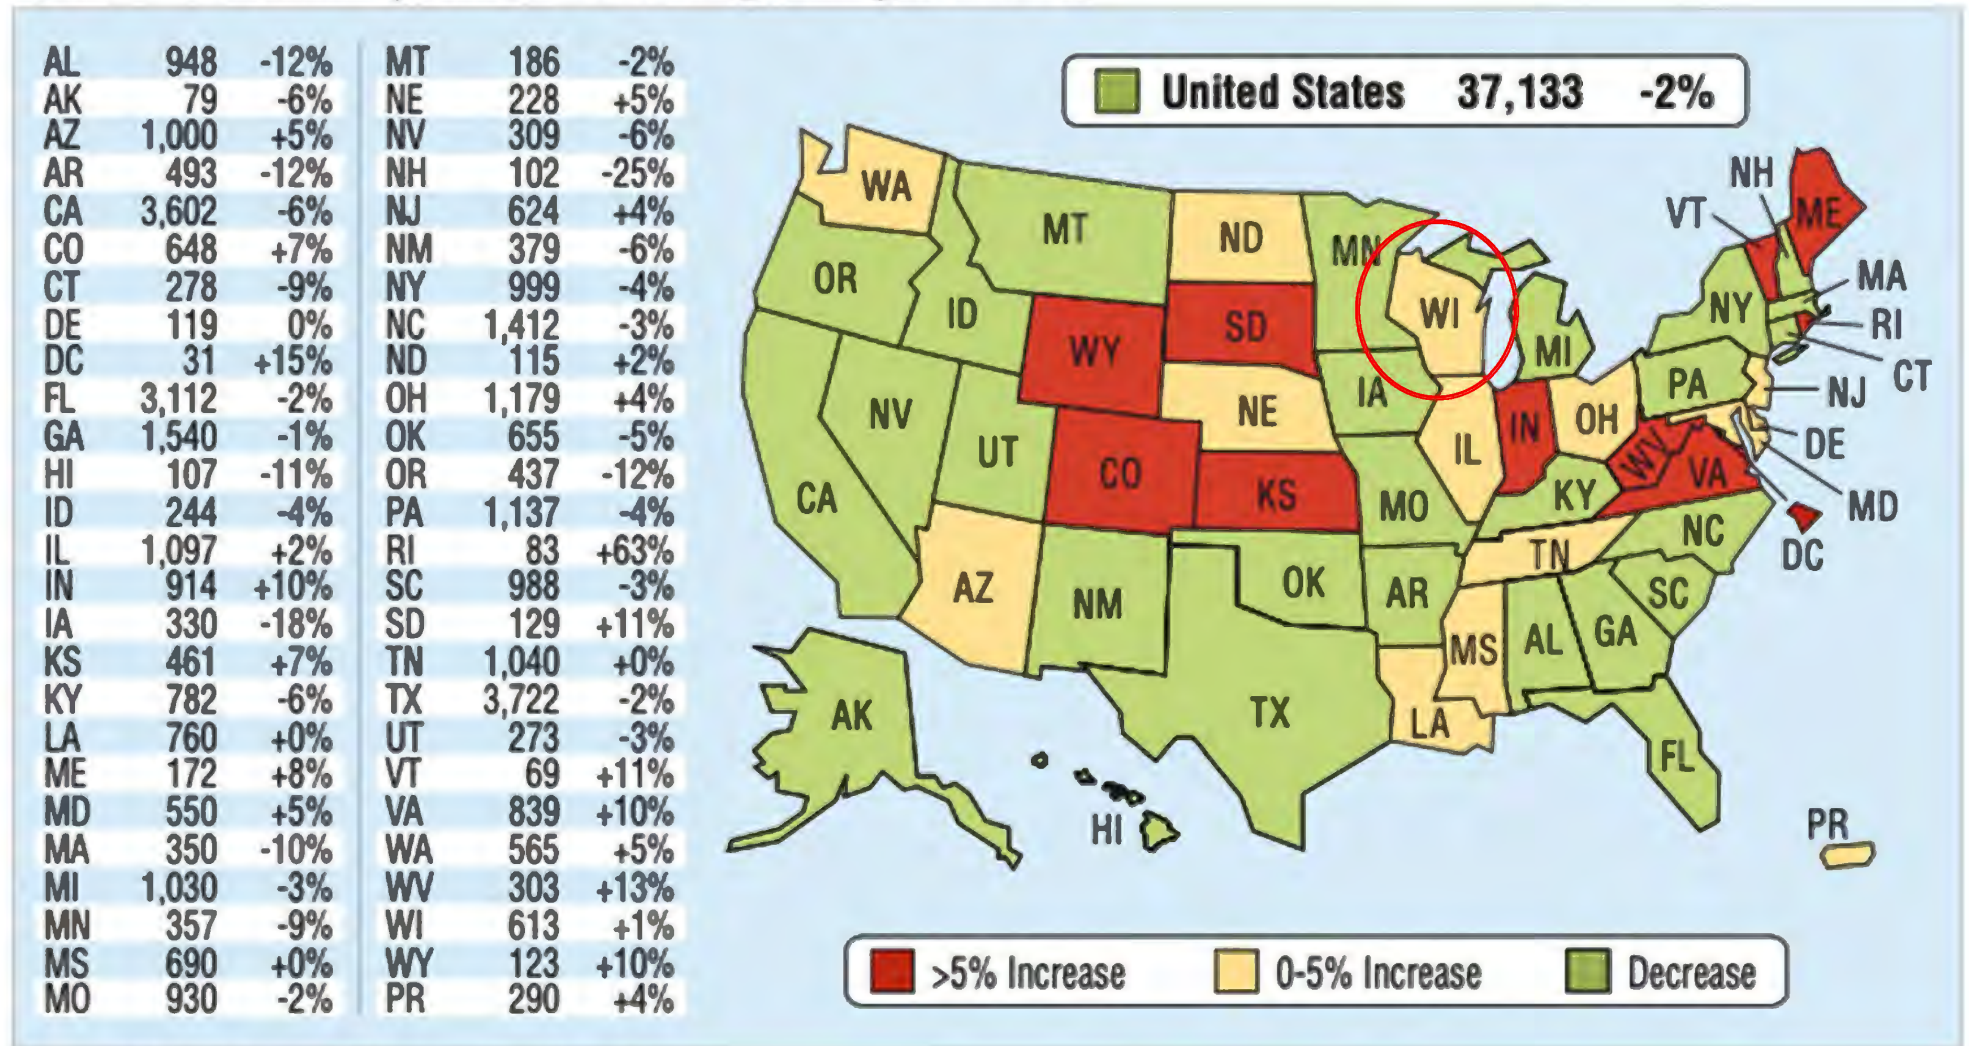 AL 948 -12%
AK 79 -6%
AZ 1,000 +5%
AR 493 -12%
CA 3,602 -6%
CO 648 +7%
CT 278 -9%
DE 119 0%
DC 31 +15%
FL 3,112 -2%
GA 1,540 -1%
HI 107 -11%
ID 244 -4%
IL 1,097 +2%
IN 914 +10%
IA 330 -18%
KS 461 +7%
KY 782 -6%
LA 760 +0%
ME 172 +8%
MD 550 +5%
MA 350 -10%
MI 1,030 -3%
MN 357 -9%
MS 690 +0%
MO 930 -2%
MT 186 -2%
NE 228 +5%
NV 309 -6%
NH 102 -25%
NJ 624 +4%
NM 379 -6%
NY 999 -4%
NC 1,412 -3%
ND 115 +2%
OH 1,179 +4%
OK 655 -5%
OR 437 -12%
PA 1,137 -4%
RI 83 +63%
SC 988 -3%
SD 129 +11%
TN 1,040 +0%
TX 3,722 -2%
UT 273 -3%
VT 69 +11%
VA 839 +10%
WA 565 +5%
WV 303 +13%
WI 613 +1%
WY 123 +10%
PR 290 +4%
United States 37,133 -2%
WA
MT
ND
MN
OR
ID
WY
SD
WI
MI
NY
VT
NH
ME
MA
RI
CT
NJ
DE
MD
DC
PA
NV
UT
CO
NE
IA
KS
MO
IL
IN
OH
WV
VA
KY
CA
AZ
NM
OK
AR
TN
NC
SC
MS
AL
GA
TX
LA
FL
AK
HI
PR
>5% Increase
0-5% Increase
Decrease